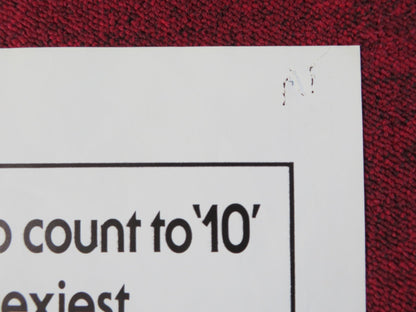 count to ‘10’
exiest